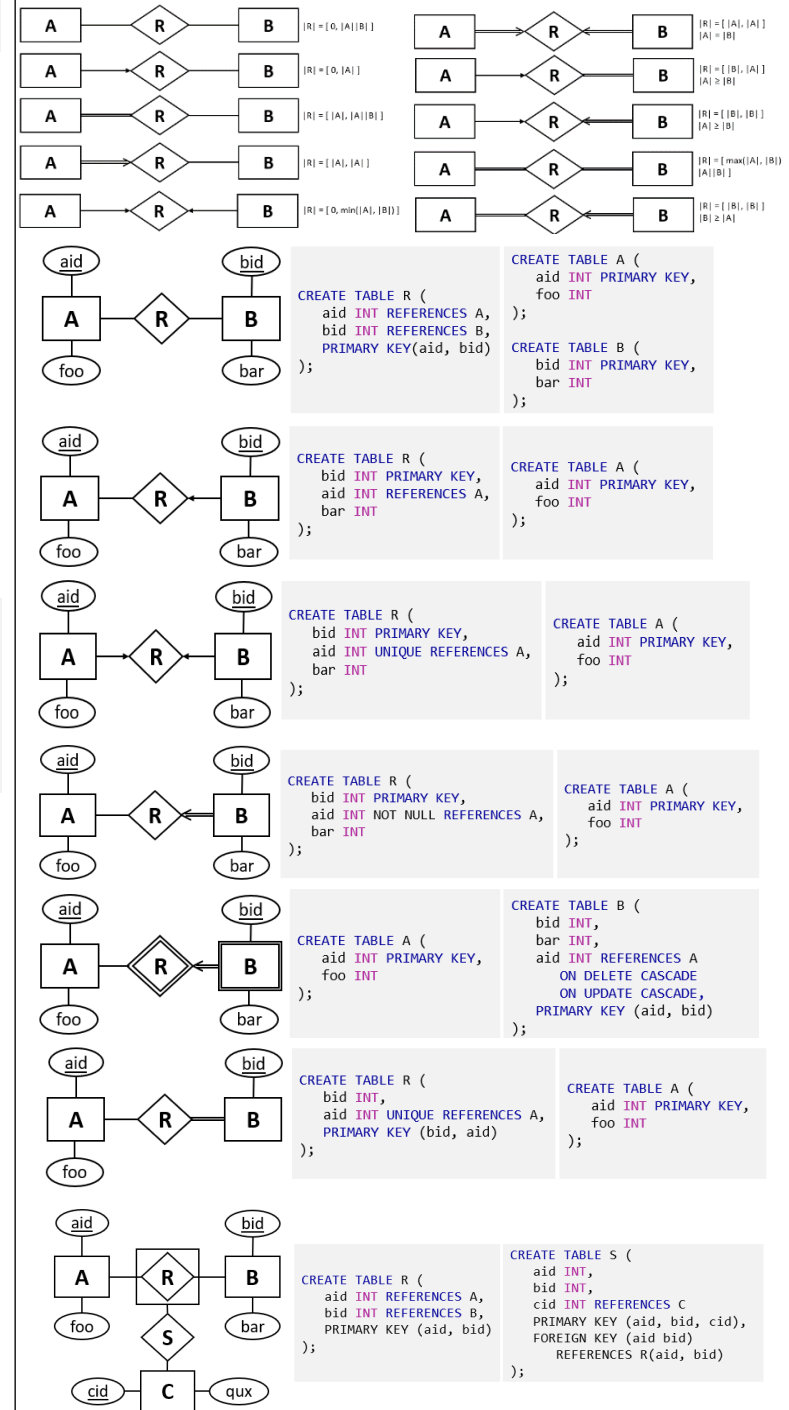 A R B |R| = [ 0, |A||B| ]
A R B |R| = [ 0, |A| ]
A R B |R| = [ |A|, |A||B| ]
A R B |R| = [ |A|, |A| ]
A R B |R| = [ 0, min(|A|, |B|) ]
A R B |R| = [ |A|, |A| ]
|A| = |B|
A R B |R| = [ |B|, |A| ]
|A| ≥ |B|
A R B |R| = [ |B|, |B| ]
|A| ≥ |B|
A R B |R| = [ max(|A|, |B|)
|A||B| ]
A R B |R| = [ |B|, |B| ]
|B| ≥ |A|
aid bid
A R B
foo bar
CREATE TABLE R (
aid INT REFERENCES A,
bid INT REFERENCES B,
PRIMARY KEY(aid, bid)
);
CREATE TABLE A (
aid INT PRIMARY KEY,
foo INT
);
CREATE TABLE B (
bid INT PRIMARY KEY,
bar INT
);
aid bid
A R B
foo bar
CREATE TABLE R (
bid INT PRIMARY KEY,
aid INT REFERENCES A,
bar INT
);
CREATE TABLE A (
aid INT PRIMARY KEY,
foo INT
);
aid bid
A R B
foo bar
CREATE TABLE R (
bid INT PRIMARY KEY,
aid INT UNIQUE REFERENCES A,
bar INT
);
CREATE TABLE A (
aid INT PRIMARY KEY,
foo INT
);
aid bid
A R B
foo bar
CREATE TABLE R (
bid INT PRIMARY KEY,
aid INT NOT NULL REFERENCES A,
bar INT
);
CREATE TABLE A (
aid INT PRIMARY KEY,
foo INT
);
aid bid
A R B
foo bar
CREATE TABLE A (
aid INT PRIMARY KEY,
foo INT
);
CREATE TABLE B (
bid INT,
bar INT,
aid INT REFERENCES A
ON DELETE CASCADE
ON UPDATE CASCADE,
PRIMARY KEY (aid, bid)
);
aid bid
A R B
foo
CREATE TABLE R (
bid INT,
aid INT UNIQUE REFERENCES A,
PRIMARY KEY (bid, aid)
);
CREATE TABLE A (
aid INT PRIMARY KEY,
foo INT
);
aid bid
A R B
foo bar
S
cid C qux
CREATE TABLE R (
aid INT REFERENCES A,
bid INT REFERENCES B,
PRIMARY KEY (aid, bid)
);
CREATE TABLE S (
aid INT,
bid INT,
cid INT REFERENCES C
PRIMARY KEY (aid, bid, cid),
FOREIGN KEY (aid bid)
REFERENCES R(aid, bid)
);